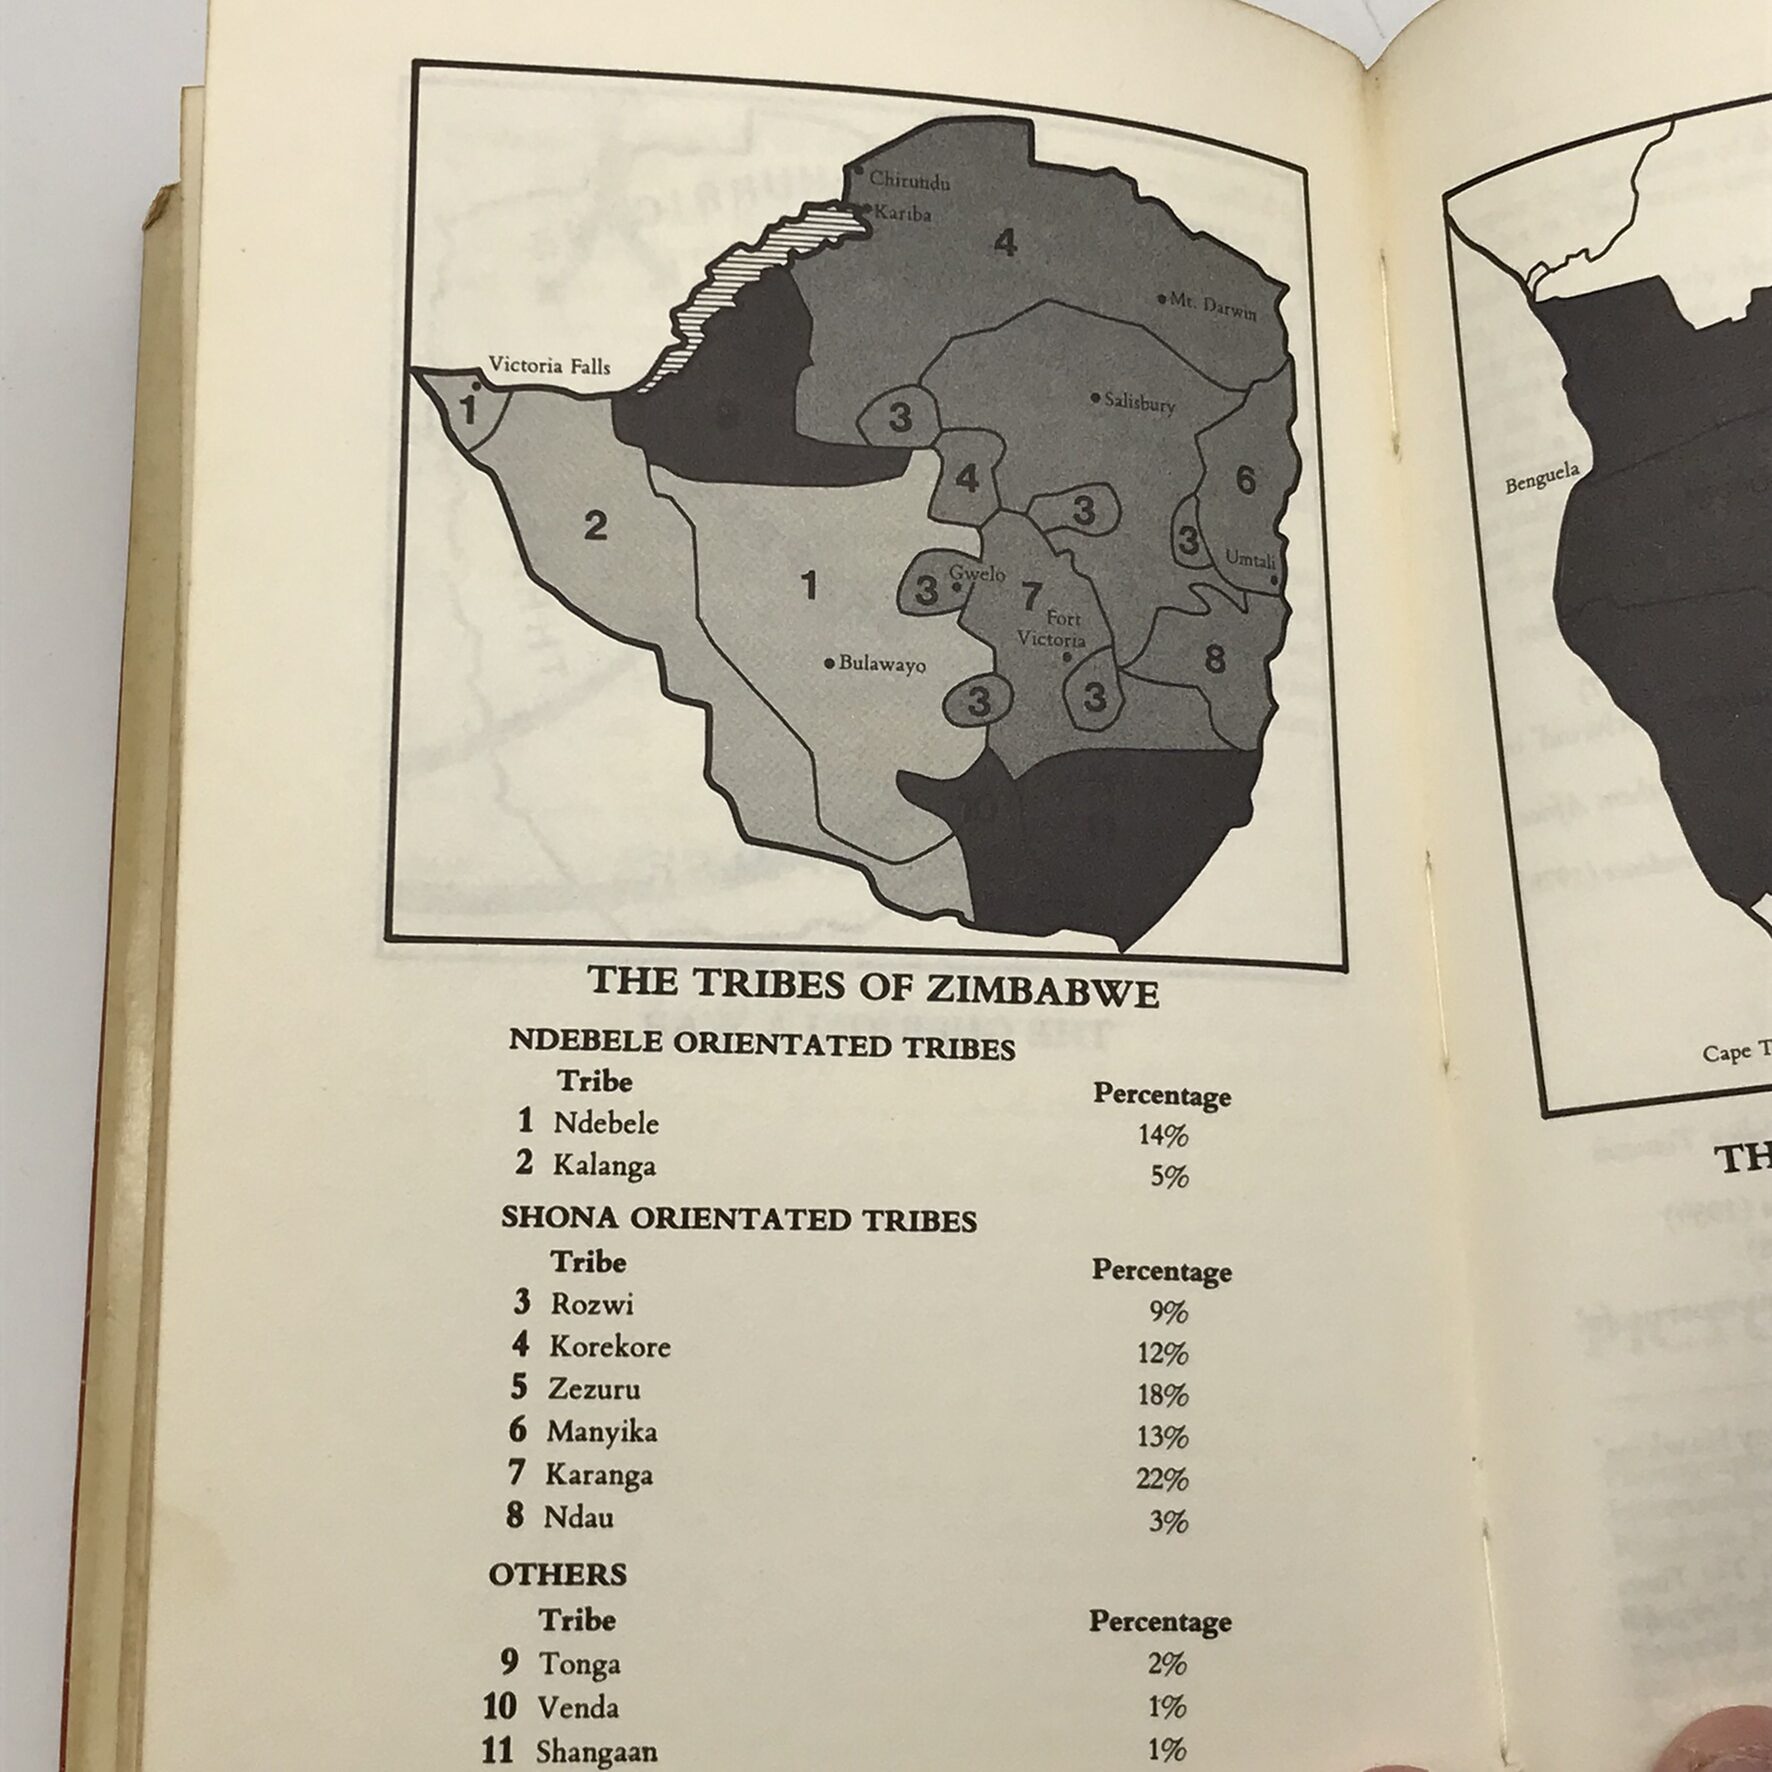 Chirundu
Kariba
4
Mt. Darwin
Victoria Falls
1
3
Salisbury
4
6
3
2
3
1
Gwelo
3
7
Umtali
Fort
Victoria
Bulawayo
8
3
3
10
11
THE TRIBES OF ZIMBABWE
NDEBELE ORIENTATED TRIBES
Tribe Percentage
1 Ndebele 14%
2 Kalanga 5%
SHONA ORIENTATED TRIBES
Tribe Percentage
3 Rozwi 9%
4 Korekore 12%
5 Zezuru 18%
6 Manyika 13%
7 Karanga 22%
8 Ndau 3%
OTHERS
Tribe Percentage
9 Tonga 2%
10 Venda 1%
11 Shangaan 1%
Benguela
Cape T
TH